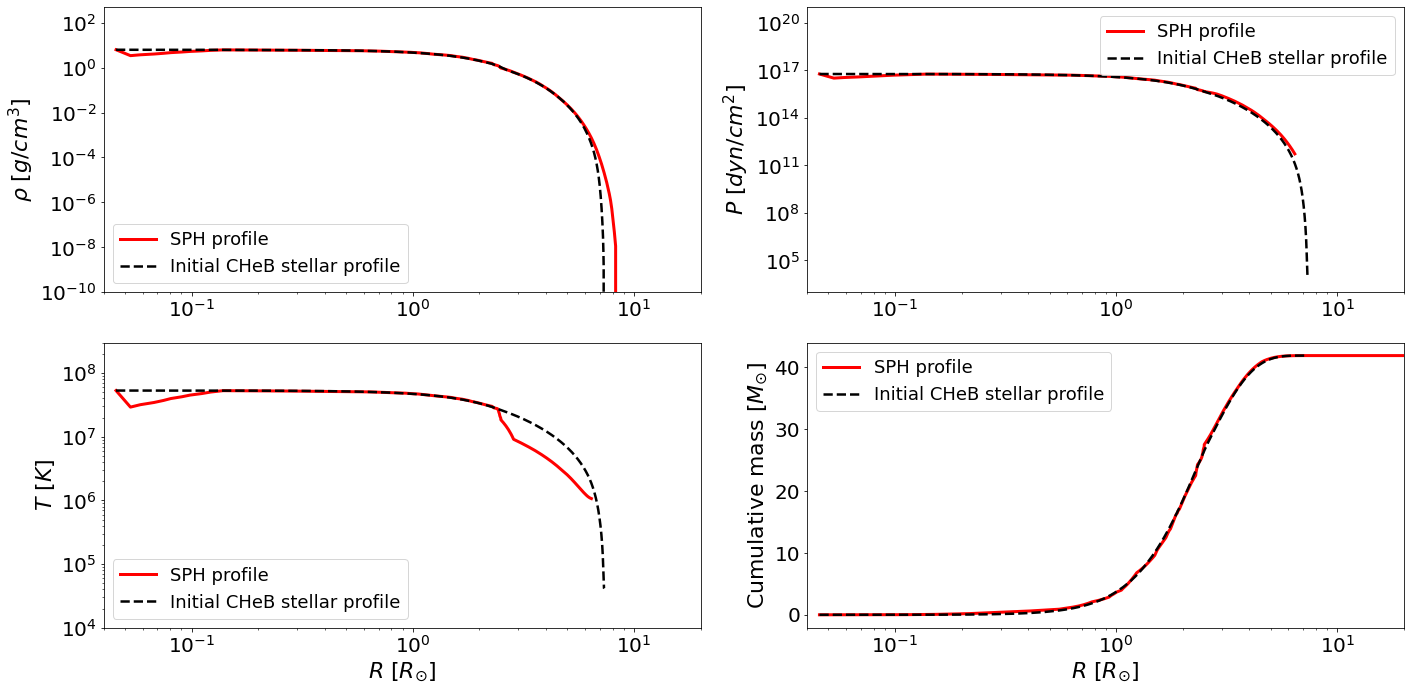 10²
10⁰
10⁻²
10⁻⁴
10⁻⁶
10⁻⁸
10⁻¹⁰
ρ [g/cm³]
SPH profile
Initial CHeB stellar profile
10⁻¹
10⁰
10¹
10²⁰
10¹⁷
10¹⁴
10¹¹
10⁸
10⁵
P [dyn/cm²]
SPH profile
Initial CHeB stellar profile
10⁻¹
10⁰
10¹
10⁸
10⁷
10⁶
10⁵
10⁴
T [K]
SPH profile
Initial CHeB stellar profile
10⁻¹
10⁰
10¹
R [R⊙]
40
30
20
10
0
Cumulative mass [M⊙]
SPH profile
Initial CHeB stellar profile
10⁻¹
10⁰
10¹
R [R⊙]